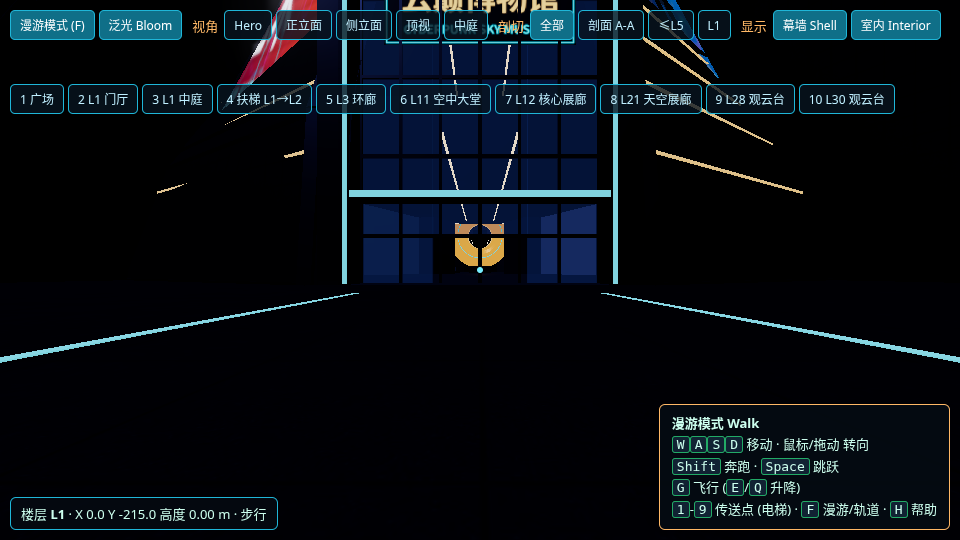 漫游模式 (F) 泛光 Bloom 视角 Hero 正立面 侧立面 顶视 中庭 剖切 全部 剖面 A-A ≤L5 L1 显示 幕墙 Shell 室内 Interior
1 广场 2 L1 门厅 3 L1 中庭 4 扶梯 L1→L2 5 L3 环廊 6 L11 空中大堂 7 L12 核心展廊 8 L21 天空展廊 9 L28 观云台 10 L30 观云台
漫游模式 Walk
W A S D 移动 · 鼠标/拖动 转向
Shift 奔跑 · Space 跳跃
G 飞行 (E/Q 升降)
1-9 传送点 (电梯) · F 漫游/轨道 · H 帮助
楼层 L1 · X 0.0 Y -215.0 高度 0.00 m · 步行